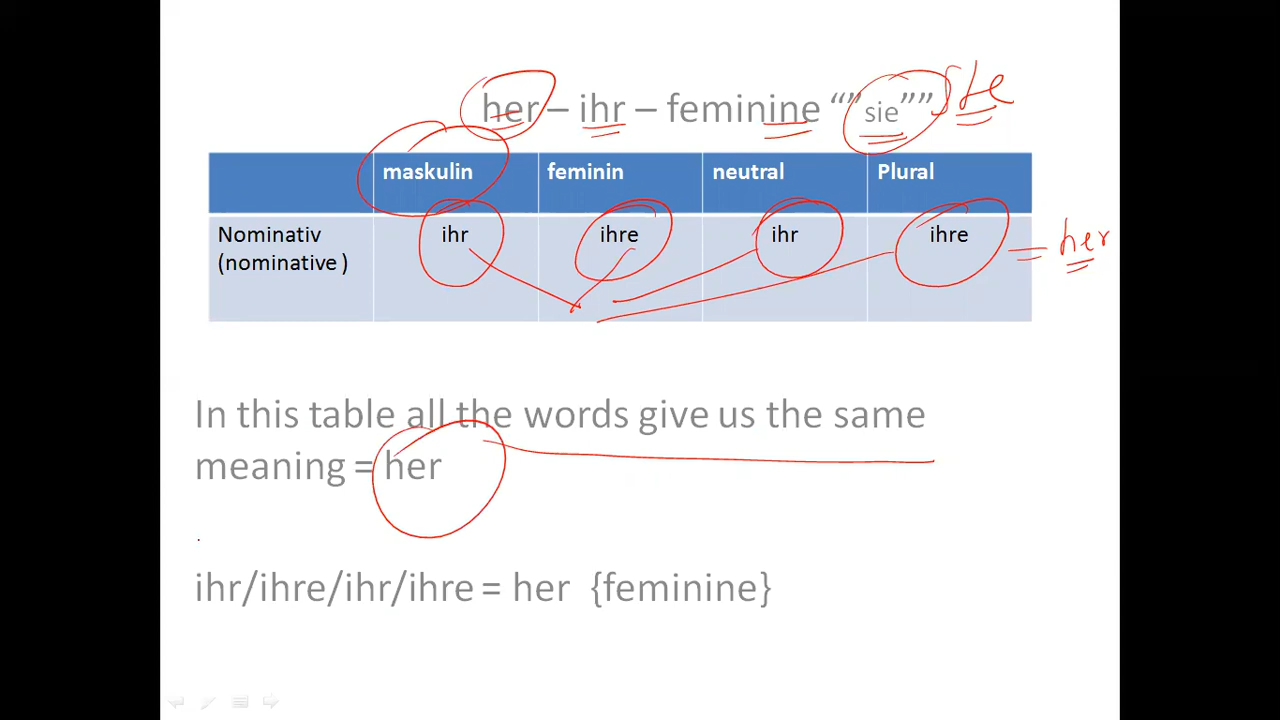 her – ihr – feminine “”sie”” she
maskulin feminin neutral Plural
Nominativ ihr ihre ihr ihre = her
(nominative )
In this table all the words give us the same
meaning = her
ihr/ihre/ihr/ihre = her {feminine}